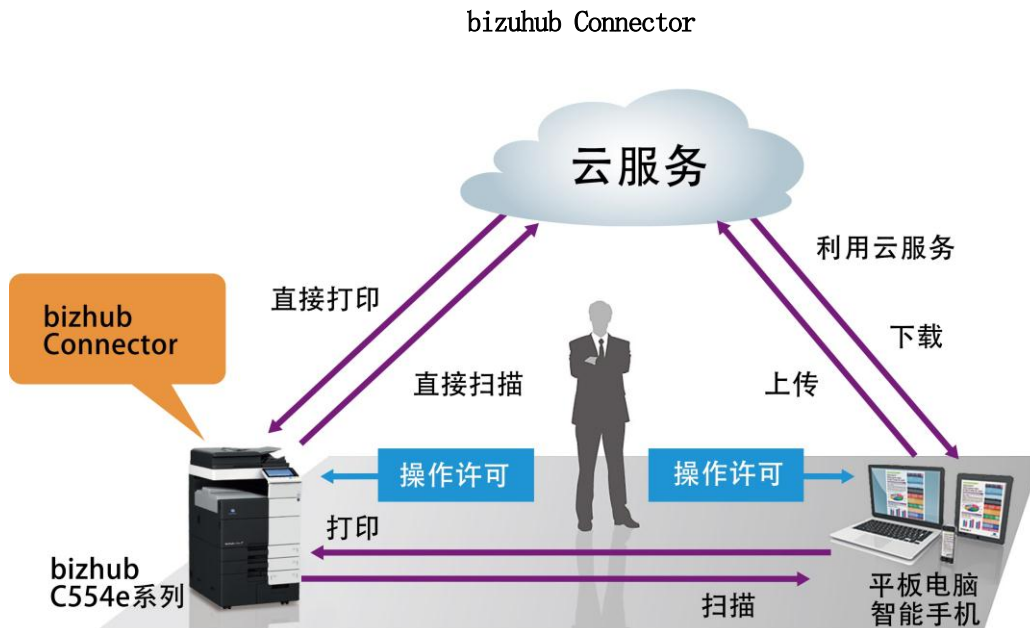 bizuhub Connector
云服务
利用云服务
直接打印
bizhub
Connector
下载
直接扫描
上传
操作许可
操作许可
打印
bizhub
C554e系列
扫描
平板电脑
智能手机